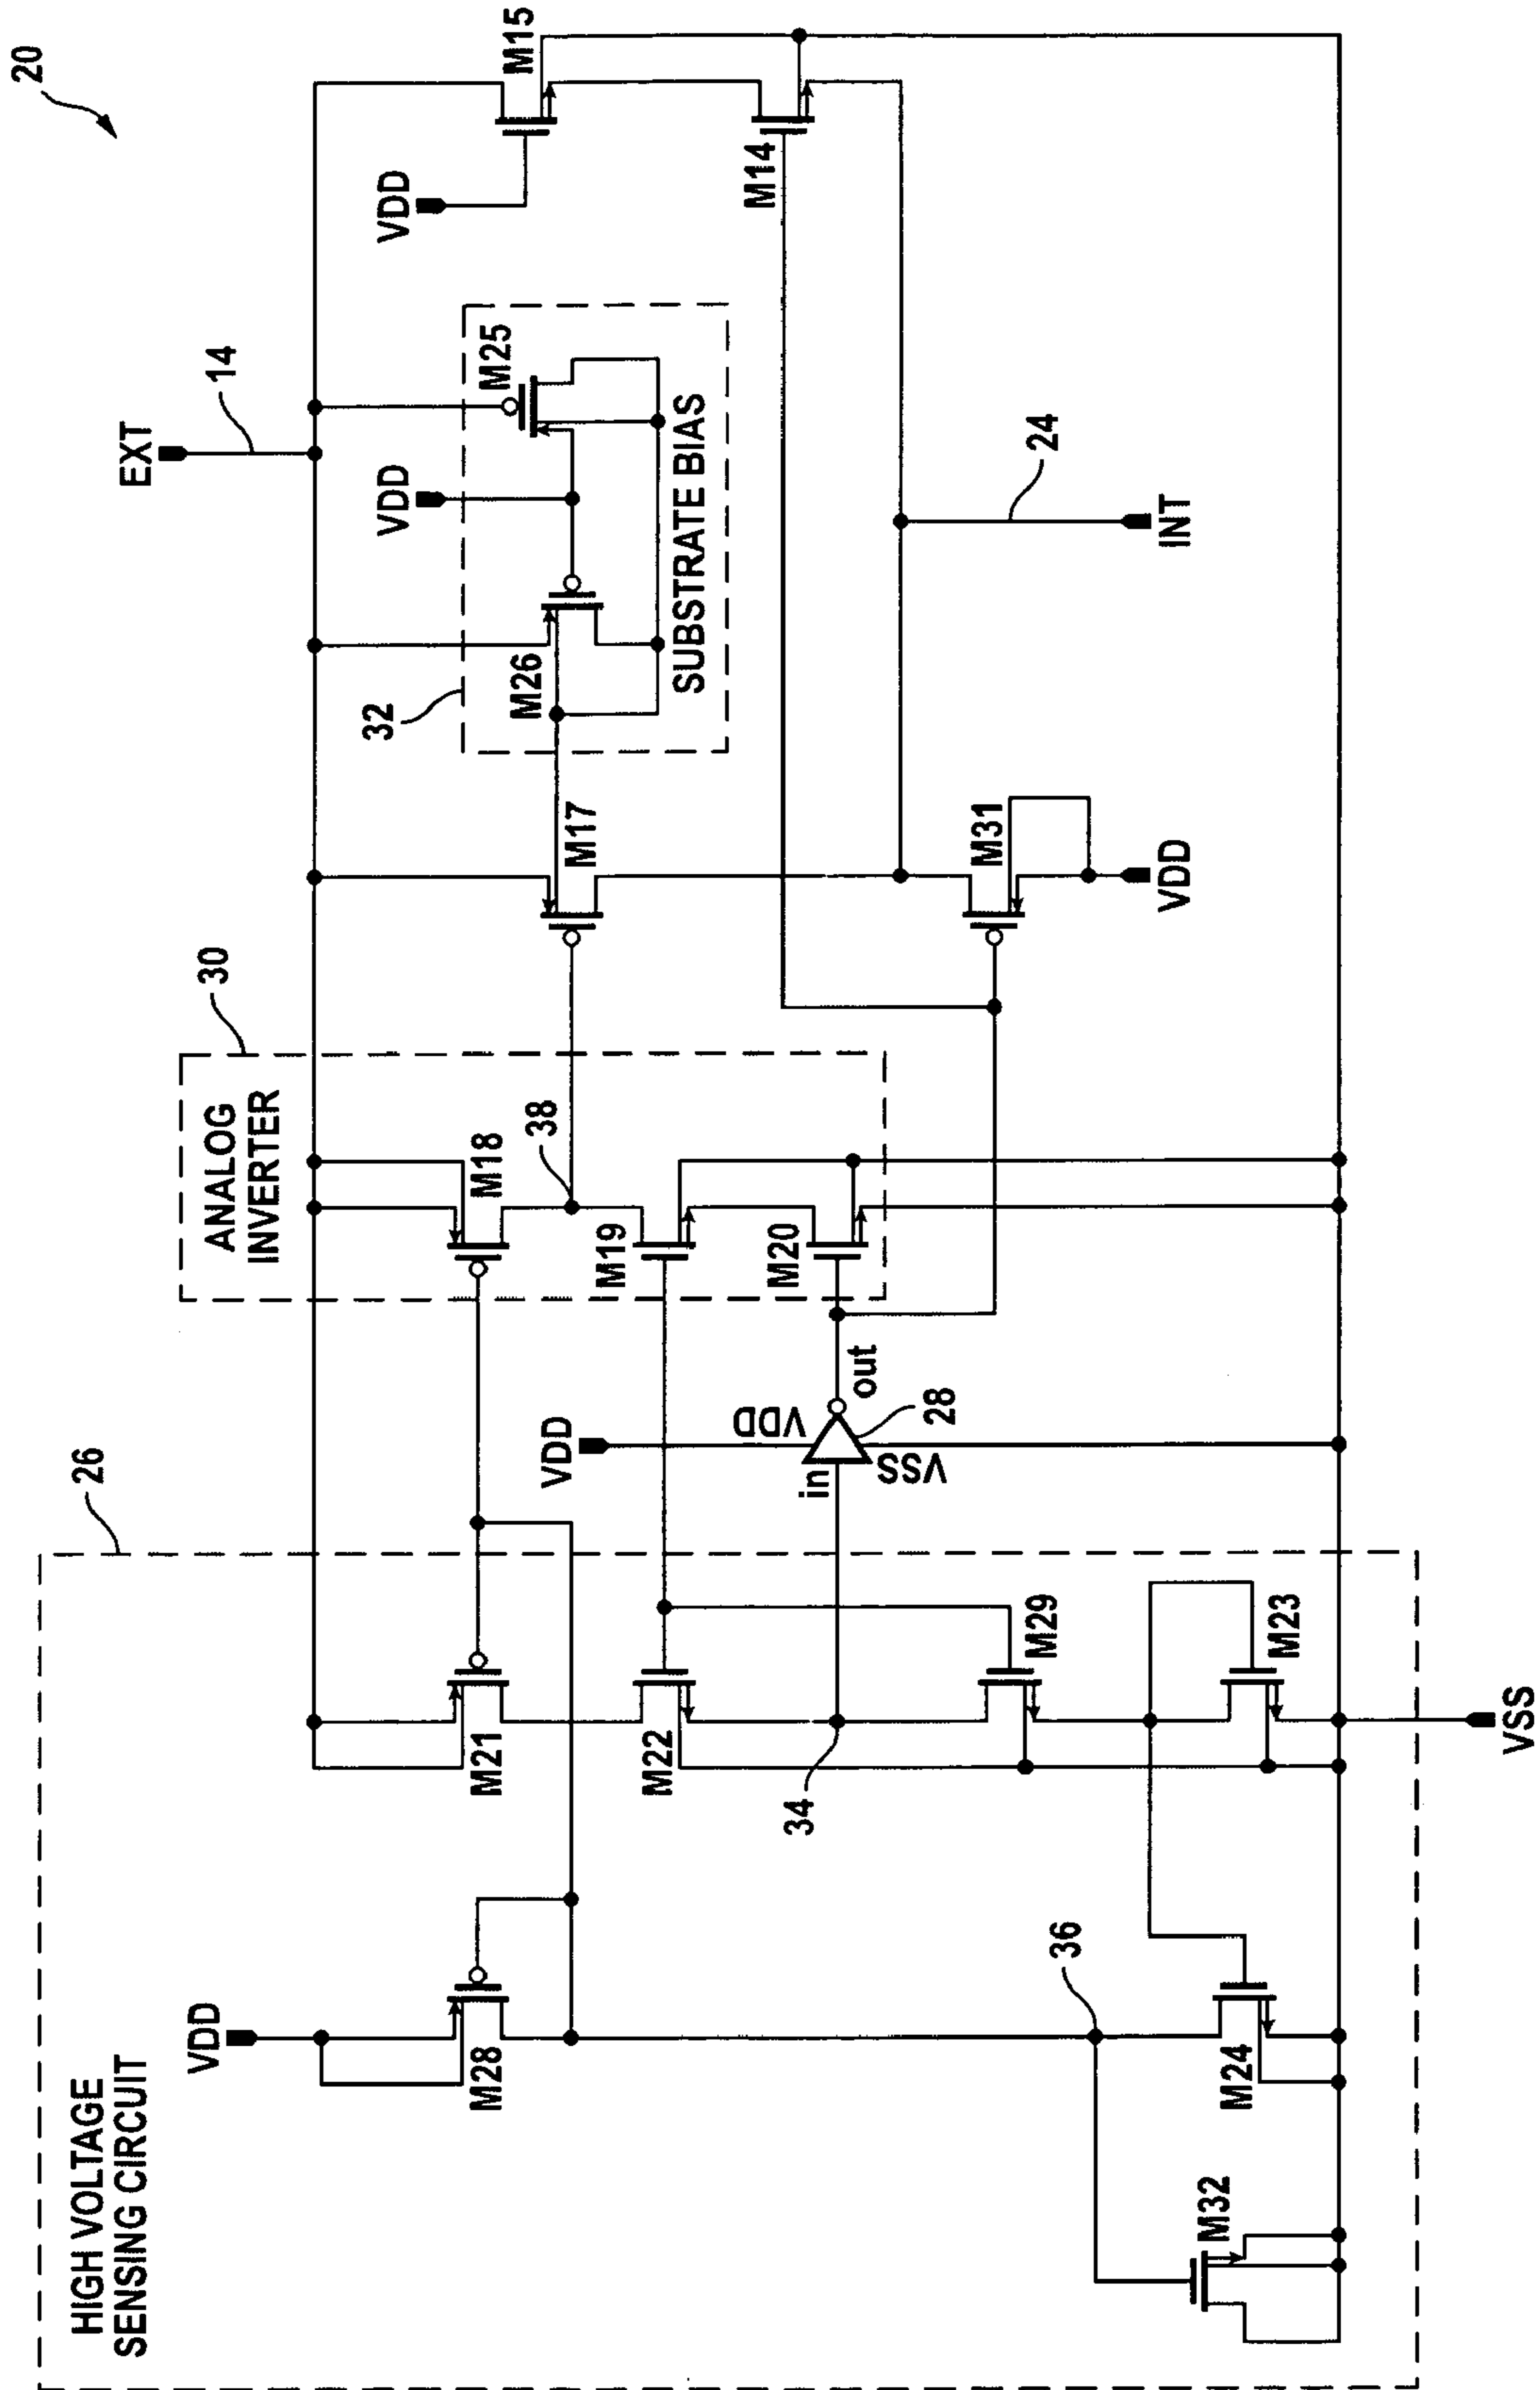 20
EXT
14
VDD
M15
VDD
M25
M26
32
SUBSTRATE BIAS
M14
M17
INT
24
M31
VDD
30
ANALOG
INVERTER
M18
38
M19
M20
VDD
VDD
in
out
28
VSS
26
M21
M22
34
M29
M23
VSS
HIGH VOLTAGE
SENSING CIRCUIT
VDD
M28
36
M24
M32